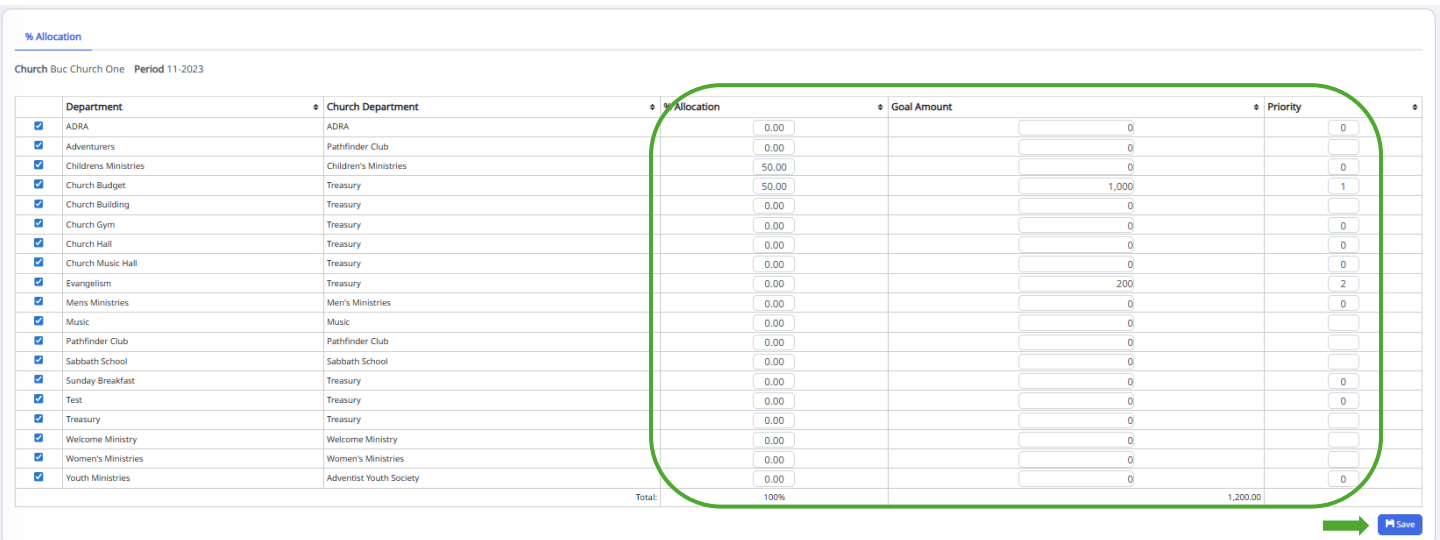 % Allocation
Church Buc Church One Period 11-2023
Department Church Department % Allocation Goal Amount Priority
ADRA ADRA 0.00 0 0
Adventurers Pathfinder Club 0.00 0
Childrens Ministries Children's Ministries 50.00 0 0
Church Budget Treasury 50.00 1,000 1
Church Building Treasury 0.00 0
Church Gym Treasury 0.00 0 0
Church Hall Treasury 0.00 0 0
Church Music Hall Treasury 0.00 0 0
Evangelism Treasury 0.00 200 2
Mens Ministries Men's Ministries 0.00 0 0
Music Music 0.00 0
Pathfinder Club Pathfinder Club 0.00 0
Sabbath School Sabbath School 0.00 0
Sunday Breakfast Treasury 0.00 0 0
Test Treasury 0.00 0 0
Treasury Treasury 0.00 0
Welcome Ministry Welcome Ministry 0.00 0
Women's Ministries Women's Ministries 0.00 0
Youth Ministries Adventist Youth Society 0.00 0 0
Total: 100% 1,200.00
Save